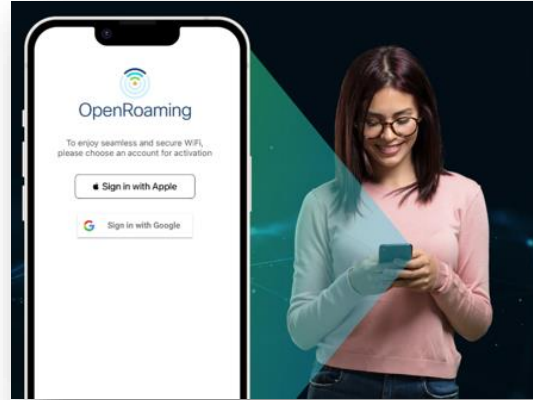 OpenRoaming
To enjoy seamless and secure WiFi,
please choose an account for activation
Sign in with Apple
Sign in with Google